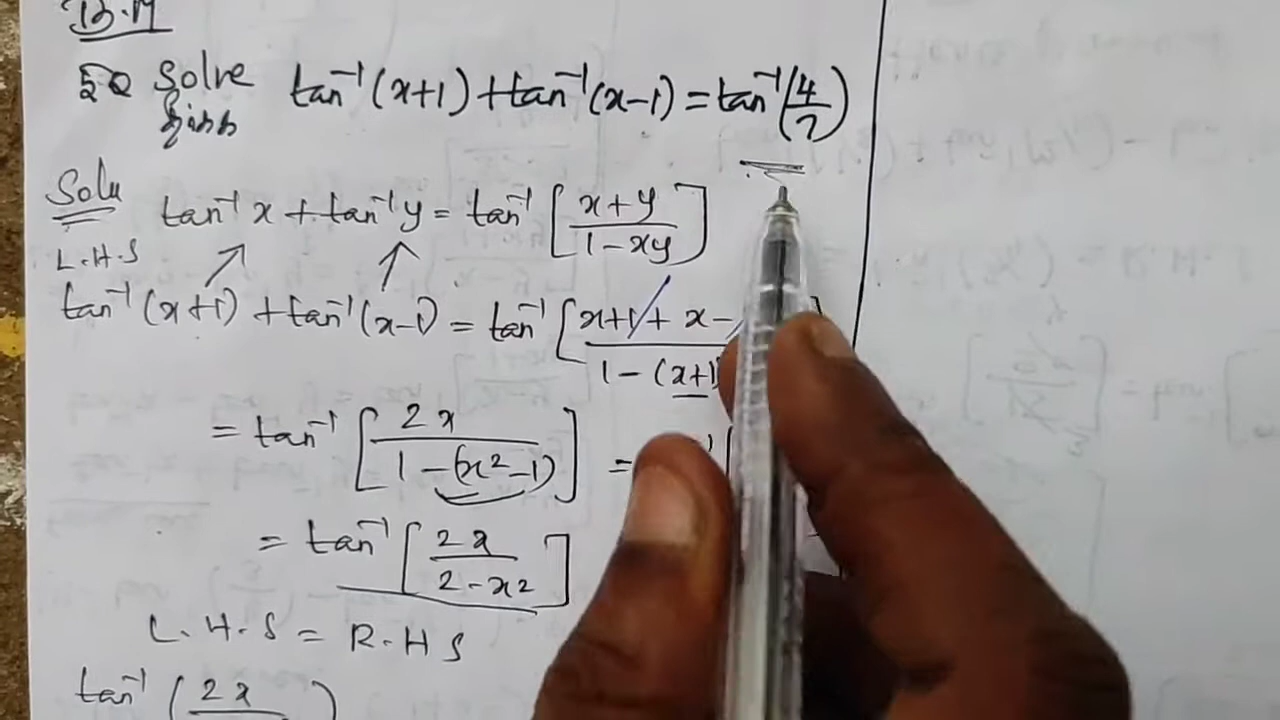 B.M
Solve tan⁻¹(x+1)+tan⁻¹(x-1)=tan⁻¹(4/7)
Solu
tan⁻¹x+tan⁻¹y=tan⁻¹[x+y/1-xy]
L.H.S
tan⁻¹(x+1)+tan⁻¹(x-1)=tan⁻¹[x+1+x-/1-(x+1)
=tan⁻¹[2x/1-(x²-1)] =
=tan⁻¹[2x/2-x²]
L.H.S = R.H.S
tan⁻¹(2x )